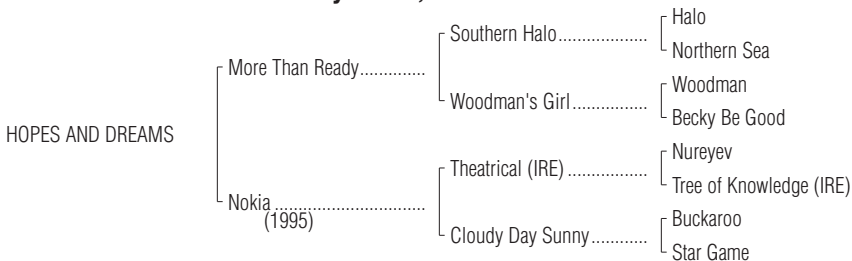 Halo
Southern Halo...................
Northern Sea
More Than Ready..............
Woodman
Woodman's Girl................
Becky Be Good
HOPES AND DREAMS
Nureyev
Theatrical (IRE) .................
Tree of Knowledge (IRE)
Nokia ................................
(1995)
Buckaroo
Cloudy Day Sunny............
Star Game